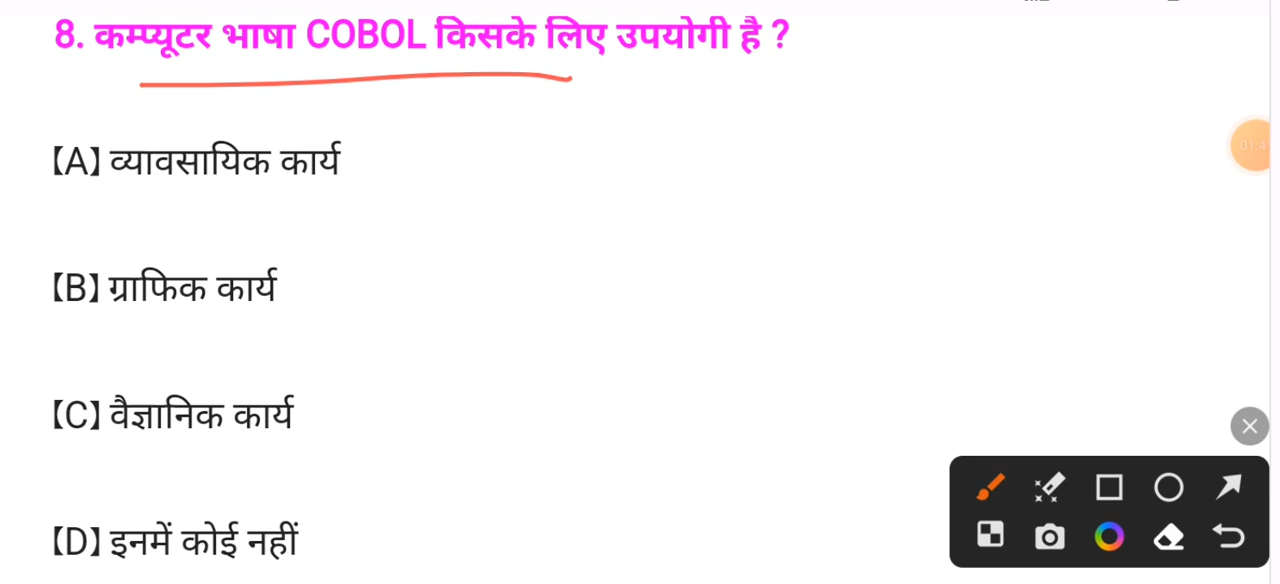 8. कम्प्यूटर भाषा COBOL किसके लिए उपयोगी है ?
【A】 व्यावसायिक कार्य
【B】 ग्राफिक कार्य
【C】 वैज्ञानिक कार्य
【D】 इनमें कोई नहीं